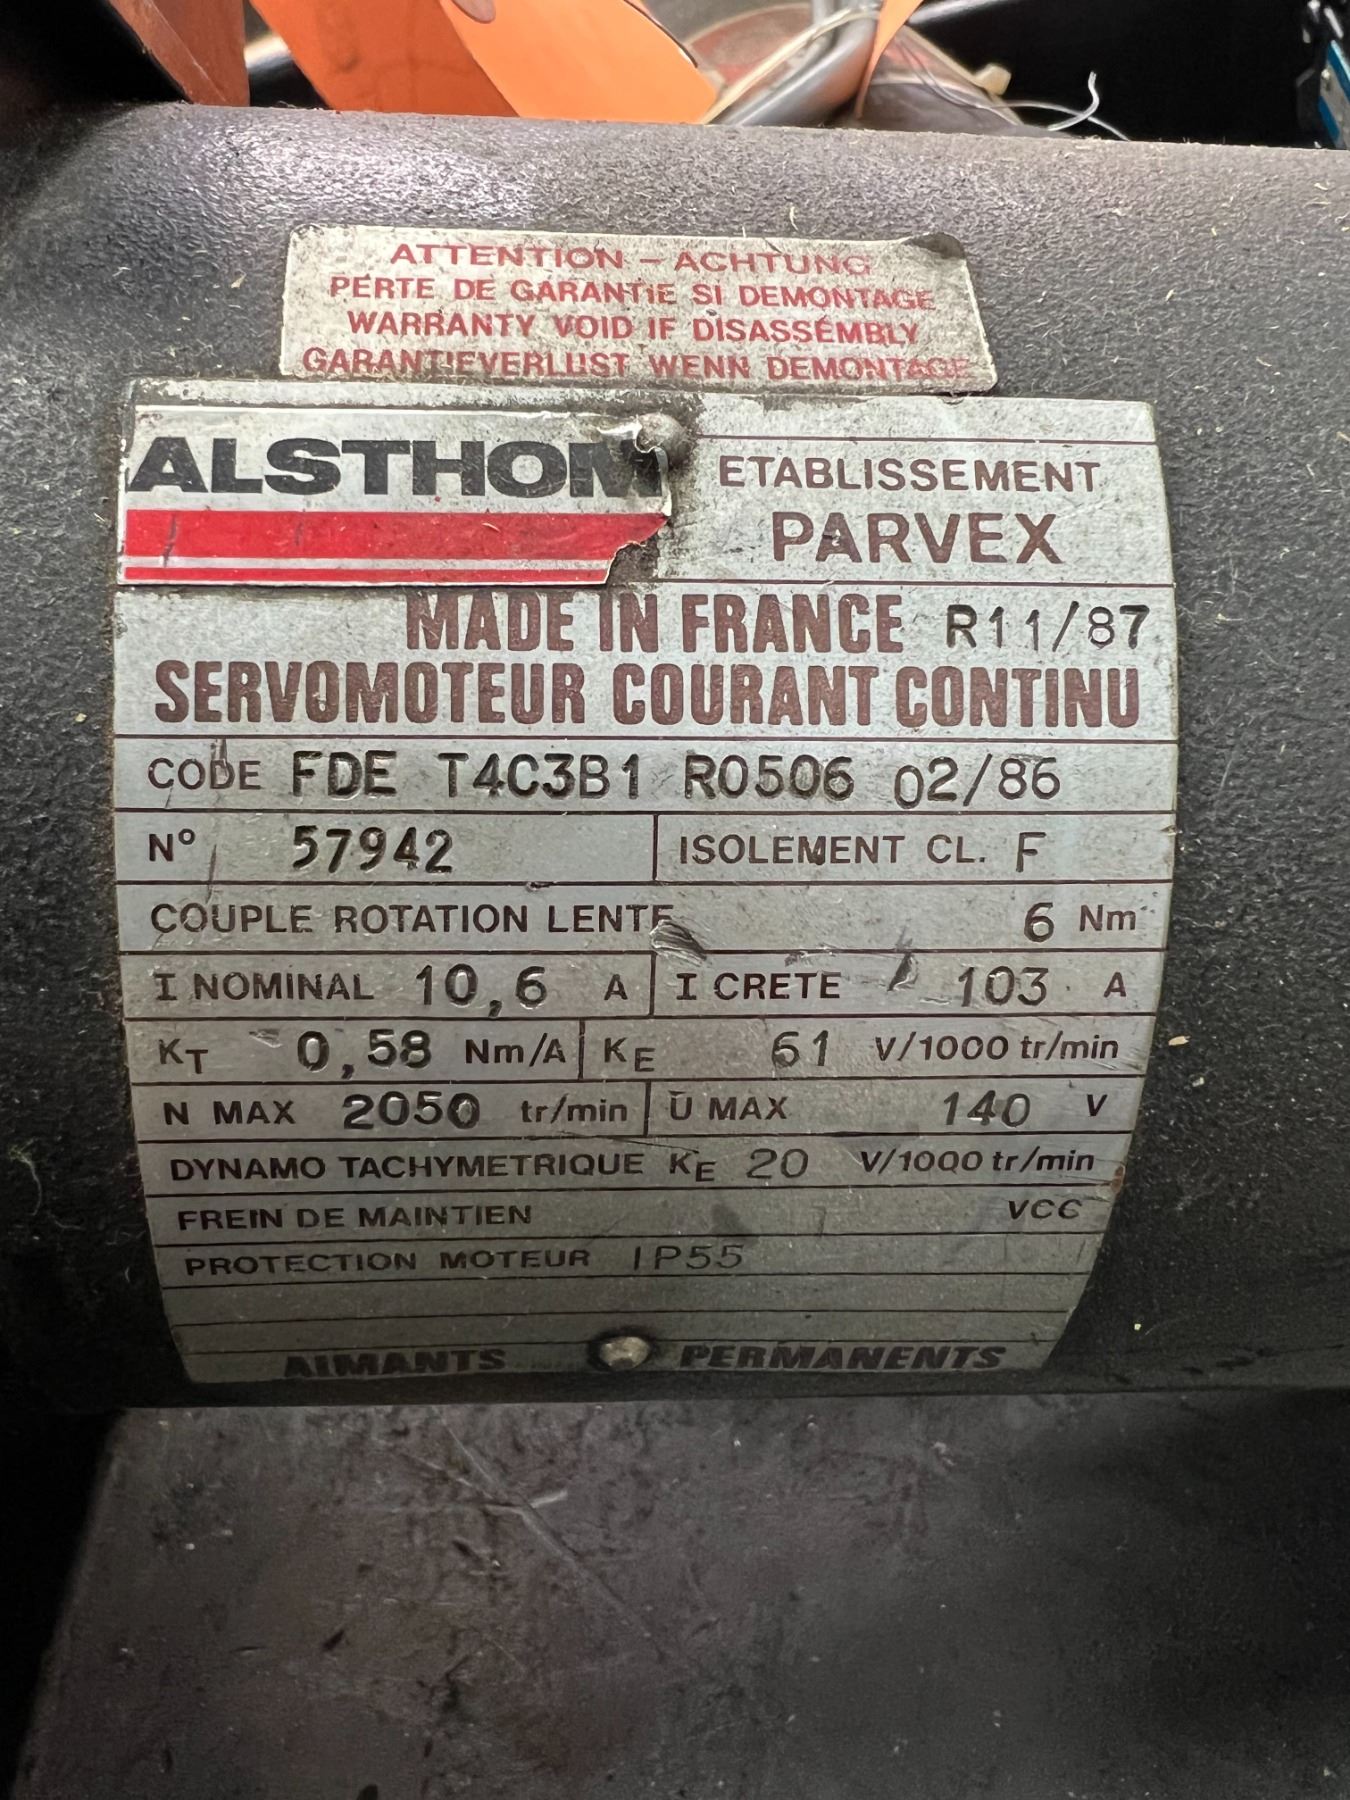 ATTENTION – ACHTUNG
PERTE DE GARANTIE SI DEMONTAGE
WARRANTY VOID IF DISASSEMBLY
GARANTIEVERLUST WENN DEMONTAGE
ALSTHOM
ETABLISSEMENT
PARVEX
MADE IN FRANCE R11/87
SERVOMOTEUR COURANT CONTINU
CODE FDE T4C3B1 R0506 02/86
N° 57942 ISOLEMENT CL. F
COUPLE ROTATION LENTE 6 Nm
I NOMINAL 10,6 A I CRETE 103 A
KT 0,58 Nm/A KE 61 V/1000 tr/min
N MAX 2050 tr/min U MAX 140 V
DYNAMO TACHYMETRIQUE KE 20 V/1000 tr/min
FREIN DE MAINTIEN VCC
PROTECTION MOTEUR IP55
AIMANTS PERMANENTS